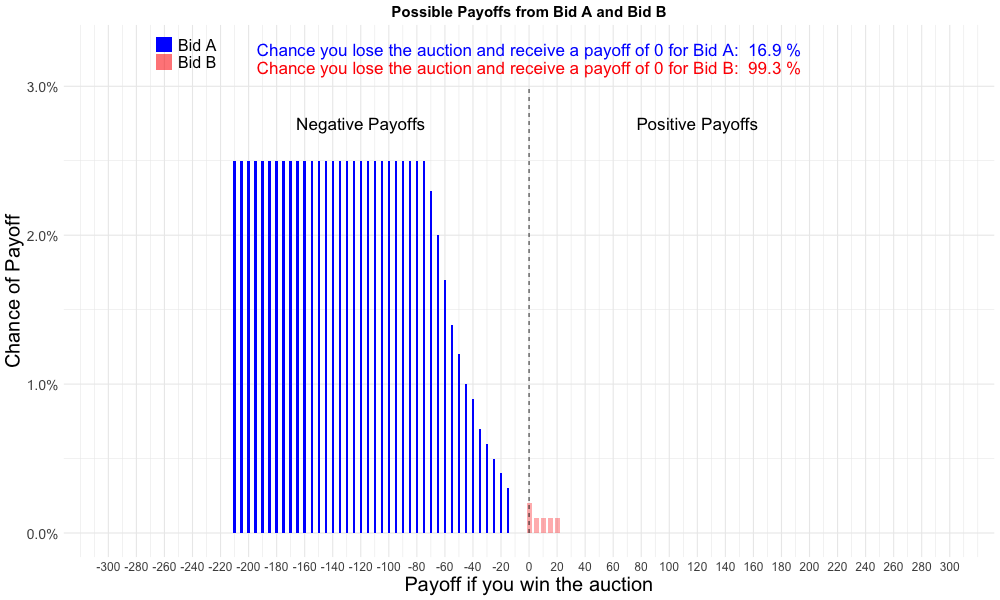 Possible Payoffs from Bid A and Bid B
Bid A
Bid B
Chance you lose the auction and receive a payoff of 0 for Bid A:  16.9 %
Chance you lose the auction and receive a payoff of 0 for Bid B:  99.3 %
Negative Payoffs
Positive Payoffs
Chance of Payoff
3.0%
2.0%
1.0%
0.0%
-300 -280 -260 -240 -220 -200 -180 -160 -140 -120 -100 -80 -60 -40 -20 0 20 40 60 80 100 120 140 160 180 200 220 240 260 280 300
Payoff if you win the auction